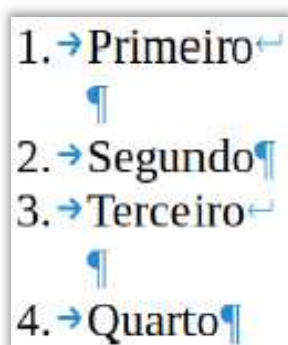 1. → Primeiro ↵
¶
2. → Segundo¶
3. → Terceiro ↵
¶
4. → Quarto¶